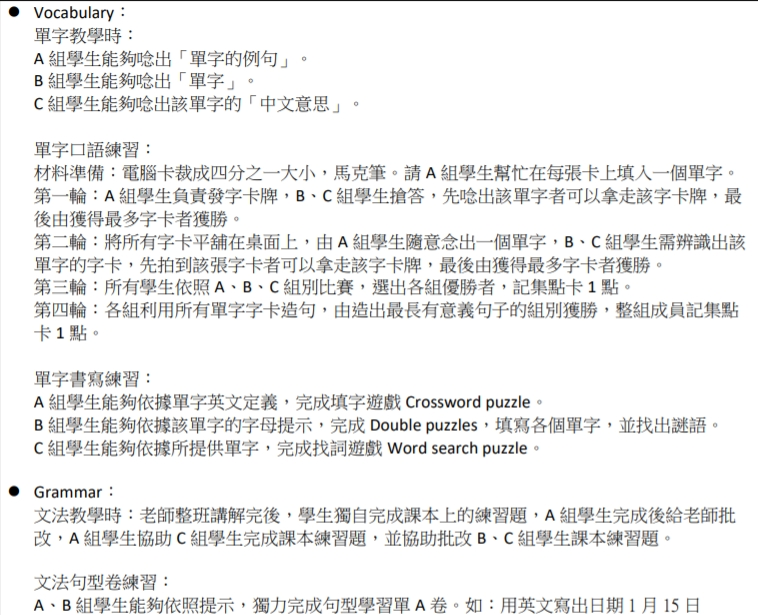 ● Vocabulary：
單字教學時：
A 組學生能夠唸出「單字的例句」。
B 組學生能夠唸出「單字」。
C 組學生能夠唸出該單字的「中文意思」。
單字口語練習：
材料準備：電腦卡裁成四分之一大小，馬克筆。請 A 組學生幫忙在每張卡上填入一個單字。
第一輪：A 組學生負責發字卡牌，B、C 組學生搶答，先唸出該單字者可以拿走該字卡牌，最
後由獲得最多字卡者獲勝。
第二輪：將所有字卡平舖在桌面上，由 A 組學生隨意念出一個單字，B、C 組學生需辨識出該
單字的字卡，先拍到該張字卡者可以拿走該字卡牌，最後由獲得最多字卡者獲勝。
第三輪：所有學生依照 A、B、C 組別比賽，選出各組優勝者，記集點卡 1 點。
第四輪：各組利用所有單字字卡造句，由造出最長有意義句子的組別獲勝，整組成員記集點
卡 1 點。
單字書寫練習：
A 組學生能夠依據單字英文定義，完成填字遊戲 Crossword puzzle。
B 組學生能夠依據該單字的字母提示，完成 Double puzzles，填寫各個單字，並找出謎語。
C 組學生能夠依據所提供單字，完成找詞遊戲 Word search puzzle。
● Grammar：
文法教學時：老師整班講解完後，學生獨自完成課本上的練習題，A 組學生完成後給老師批
改，A 組學生協助 C 組學生完成課本練習題，並協助批改 B、C 組學生課本練習題。
文法句型卷練習：
A、B 組學生能夠依照提示，獨力完成句型學習單 A 卷。如：用英文寫出日期 1 月 15 日